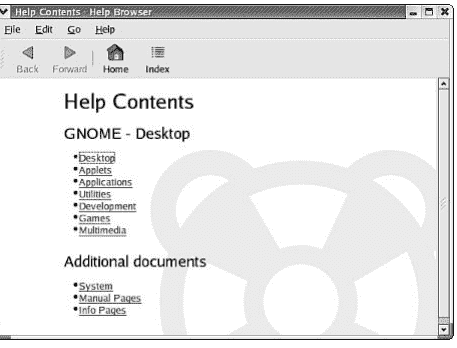 Help Contents - Help Browser
File Edit Go Help
Back Forward Home Index
Help Contents
GNOME - Desktop
•Desktop
•Applets
•Applications
•Utilities
•Development
•Games
•Multimedia
Additional documents
•System
•Manual Pages
•Info Pages